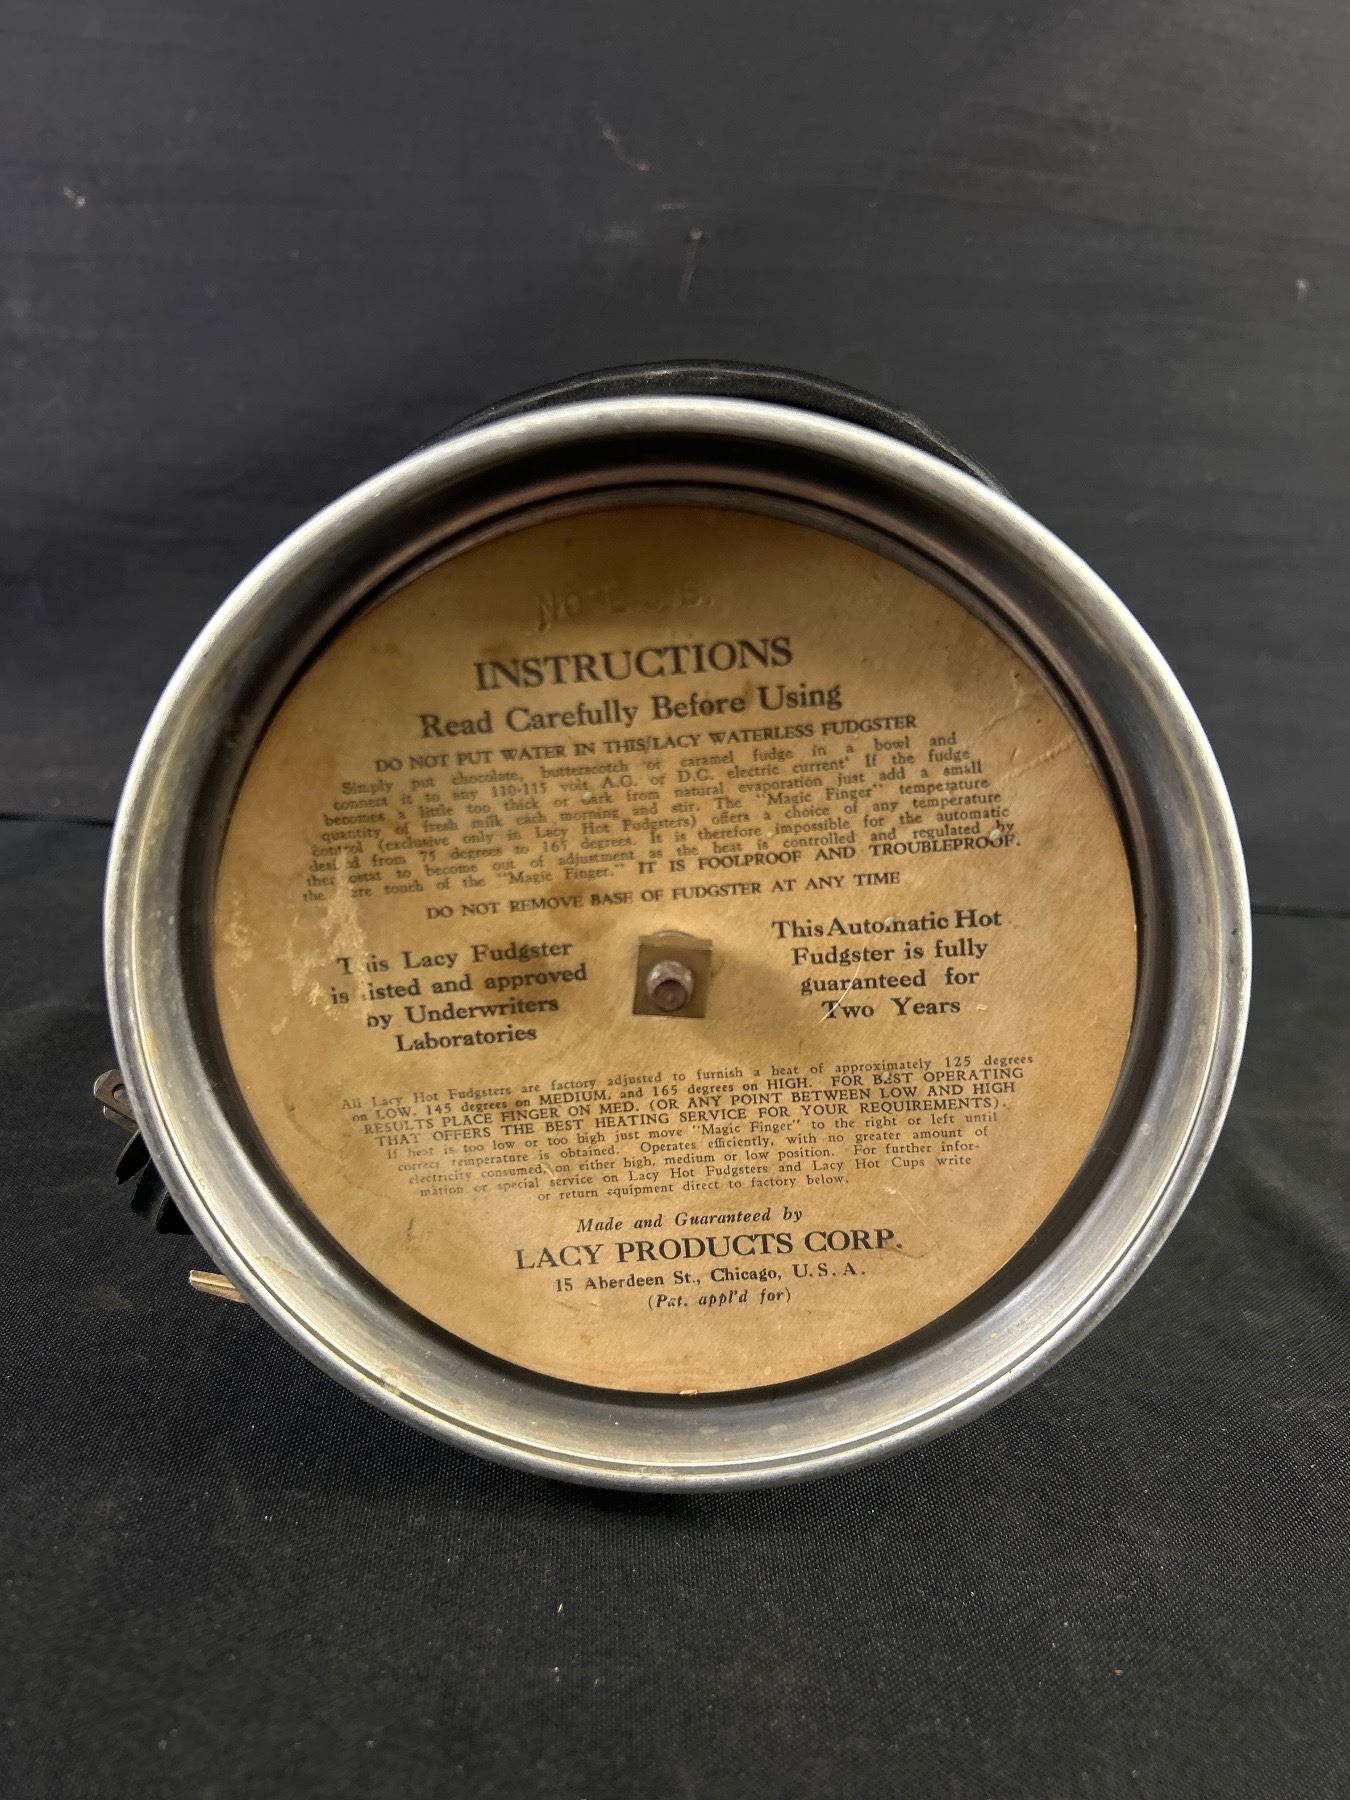 No
INSTRUCTIONS
Read Carefully Before Using
DO NOT PUT WATER IN THIS LACY WATERLESS FUDGSTER
Simply put chocolate, butterscotch or caramel fudge in a bowl and
connect it to any 110-115 volt A.C. or D.C. electric current If the fudge
becomes a little too thick or dark from natural evaporation just add a small
quantity of fresh milk each morning and stir. The "Magic Finger" temperature
control (exclusive only in Lacy Hot Fudgsters) offers a choice of any temperature
desired from 75 degrees to 165 degrees. It is therefore impossible for the automatic
thermostat to become out of adjustment as the heat is controlled and regulated by
the touch of the "Magic Finger." IT IS FOOLPROOF AND TROUBLEPROOF.
DO NOT REMOVE BASE OF FUDGSTER AT ANY TIME
This Lacy Fudgster
is listed and approved
by Underwriters
Laboratories
This Automatic Hot
Fudgster is fully
guaranteed for
Two Years
All Lacy Hot Fudgsters are factory adjusted to furnish a heat of approximately 125 degrees
on LOW, 145 degrees on MEDIUM, and 165 degrees on HIGH. FOR BEST OPERATING
RESULTS PLACE FINGER ON MED. (OR ANY POINT BETWEEN LOW AND HIGH
THAT OFFERS THE BEST HEATING SERVICE FOR YOUR REQUIREMENTS).
If heat is too low or too high just move "Magic Finger" to the right or left until
correct temperature is obtained. Operates efficiently, with no greater amount of
electricity consumed, on either high, medium or low position. For further infor-
mation or special service on Lacy Hot Fudgsters and Lacy Hot Cups write
or return equipment direct to factory below.
Made and Guaranteed by
LACY PRODUCTS CORP.
15 Aberdeen St., Chicago, U. S. A.
(Pat. appl'd for)